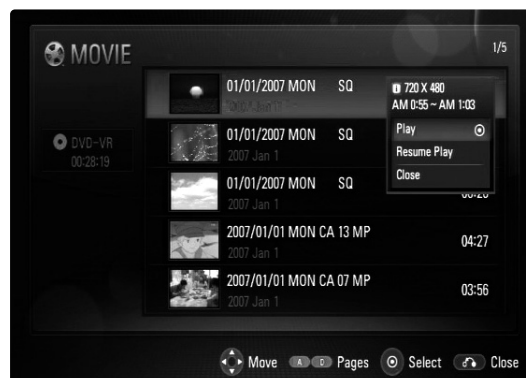 MOVIE
1/5
DVD-VR
00:28:19
01/01/2007 MON SQ
01/01/2007 MON SQ
2007 Jan 1
01/01/2007 MON SQ
2007 Jan 1
2007/01/01 MON CA 13 MP
04:27
2007 Jan 1
2007/01/01 MON CA 07 MP
03:56
2007 Jan 1
i 720 X 480
AM 0:55 ~ AM 1:03
Play
Resume Play
Close
Move
A D Pages
Select
Close